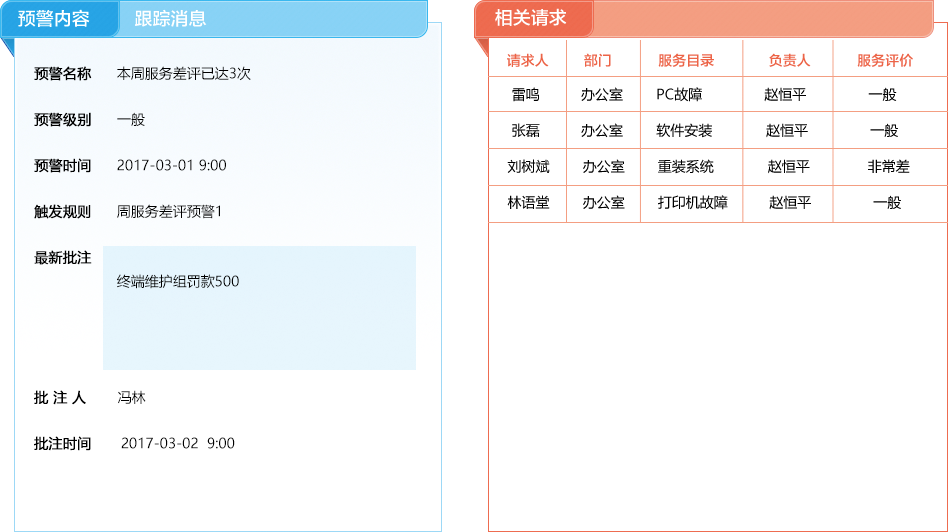 预警内容 跟踪消息
预警名称 本周服务差评已达3次
预警级别 一般
预警时间 2017-03-01 9:00
触发规则 周服务差评预警1
最新批注 终端维护组罚款500
批 注 人 冯林
批注时间 2017-03-02 9:00
相关请求
请求人 部门 服务目录 负责人 服务评价
雷鸣 办公室 PC故障 赵恒平 一般
张磊 办公室 软件安装 赵恒平 一般
刘树斌 办公室 重装系统 赵恒平 非常差
林语堂 办公室 打印机故障 赵恒平 一般